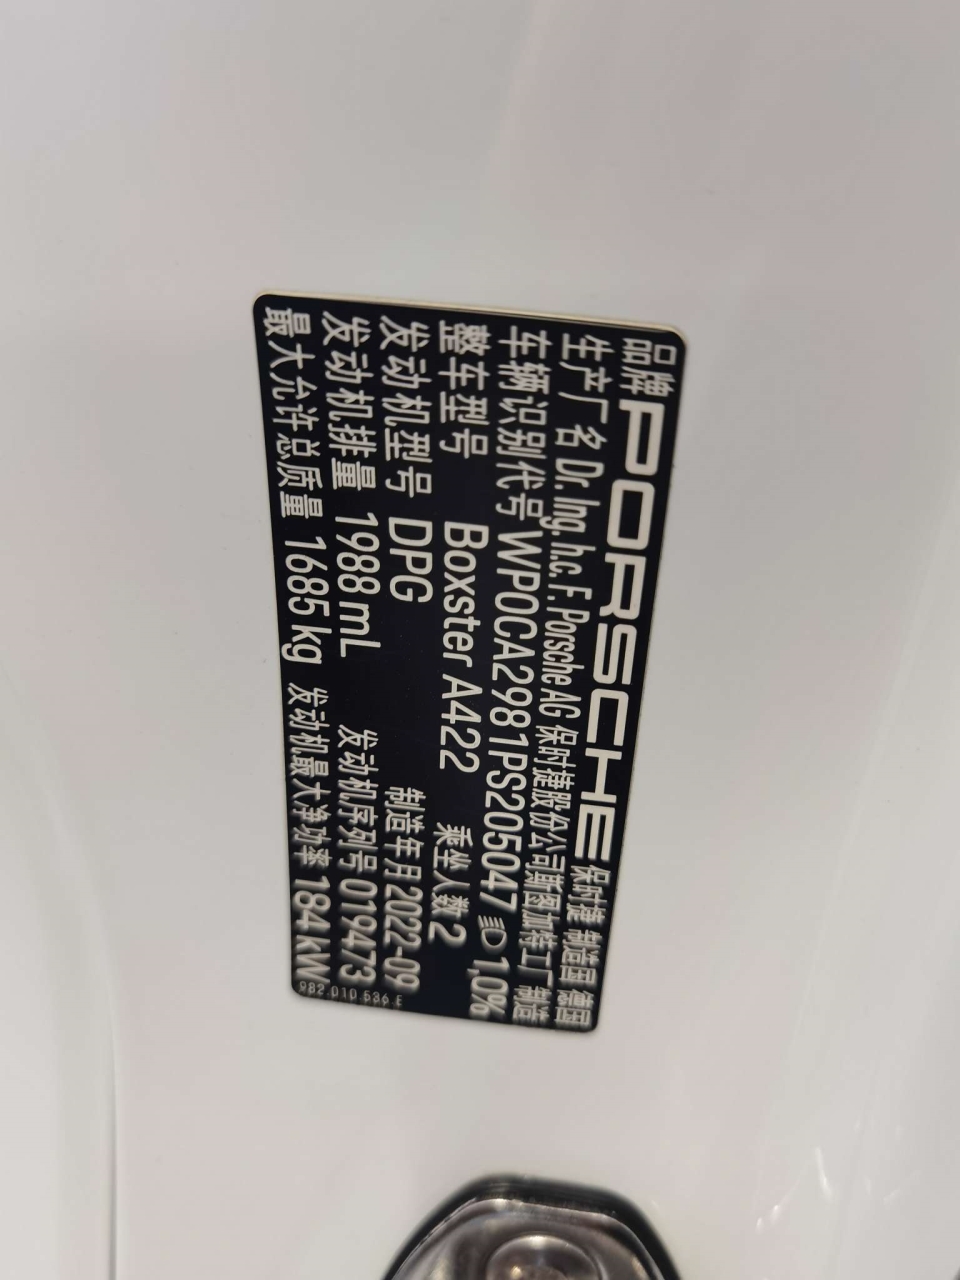 品牌 PORSCHE 保时捷 制造国 德国
生产厂名 Dr. Ing. h.c. F. Porsche AG 保时捷股份公司斯图加特工厂 制造
车辆识别代号 WP0CA2981PS205047 1,0%
整车型号 Boxster A422 乘坐人数 2
发动机型号 DPG 制造年月 2022-09
发动机排量 1988 mL 发动机序列号 019473
最大允许总质量 1685 kg 发动机最大净功率 184 kW
982.010.536.E